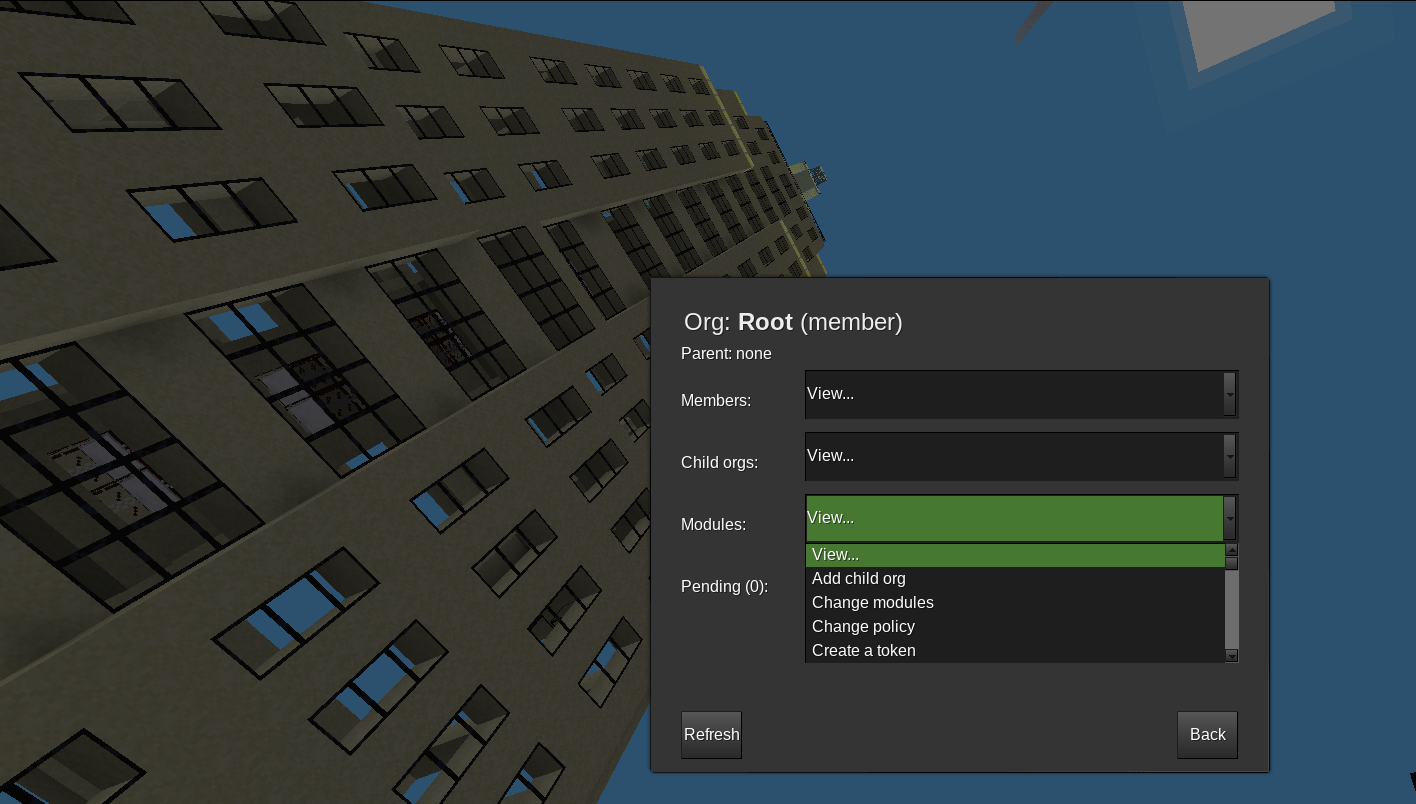 Org: Root (member)
Parent: none
Members:
View...
Child orgs:
View...
Modules:
View...
View...
Add child org
Change modules
Change policy
Create a token
Pending (0):
Refresh
Back